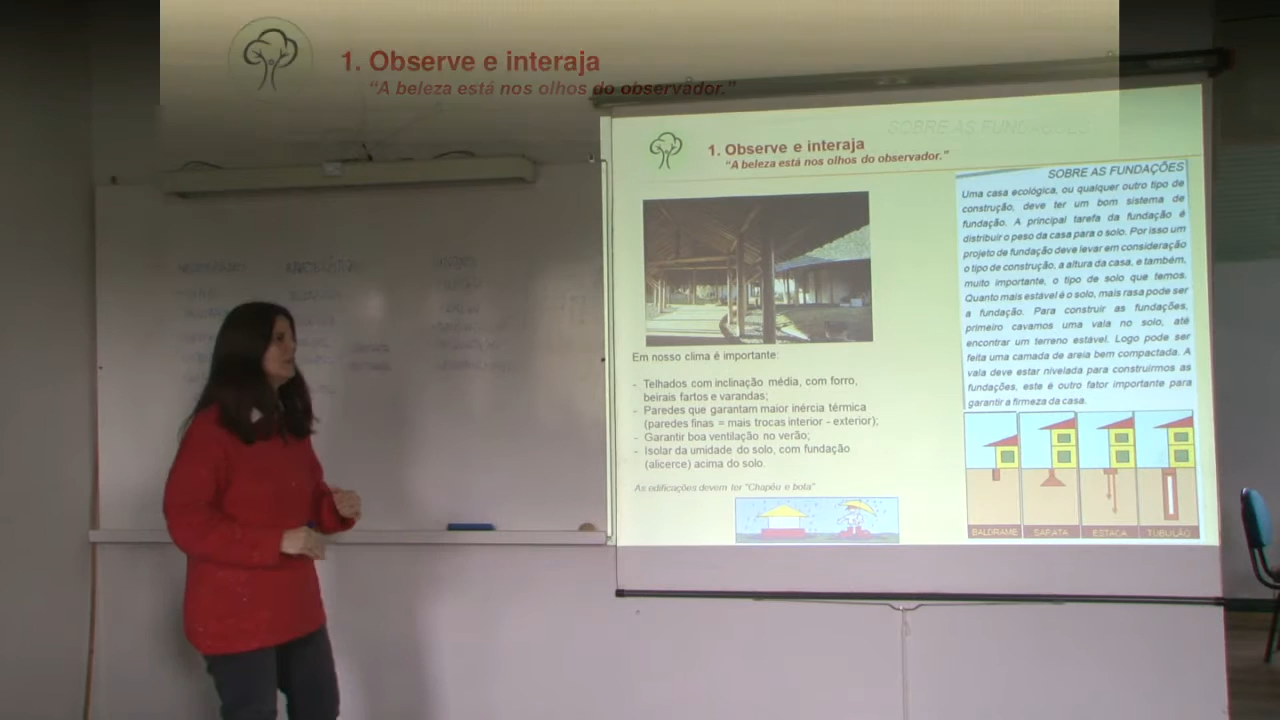 1. Observe e interaja
“A beleza está nos olhos do observador.”
SOBRE AS FUNDAÇÕES
1. Observe e interaja
“A beleza está nos olhos do observador.”
Em nosso clima é importante:
- Telhados com inclinação média, com forro,
beirais fartos e varandas;
- Paredes que garantam maior inércia térmica
(paredes finas = mais trocas interior - exterior);
- Garantir boa ventilação no verão;
- Isolar da umidade do solo, com fundação
(alicerce) acima do solo.
As edificações devem ter "Chapéu e bota"
SOBRE AS FUNDAÇÕES
Uma casa ecológica, ou qualquer outro tipo de
construção, deve ter um bom sistema de
fundação. A principal tarefa da fundação é
distribuir o peso da casa para o solo. Por isso um
projeto de fundação deve levar em consideração
o tipo de construção, a altura da casa, e também,
muito importante, o tipo de solo que temos.
Quanto mais estável é o solo, mais rasa pode ser
a fundação. Para construir as fundações,
primeiro cavamos uma vala no solo, até
encontrar um terreno estável. Logo pode ser
feita uma camada de areia bem compactada. A
vala deve estar nivelada para construirmos as
fundações, este é outro fator importante para
garantir a firmeza da casa.
BALDRAME SAPATA ESTACA TUBULÃO